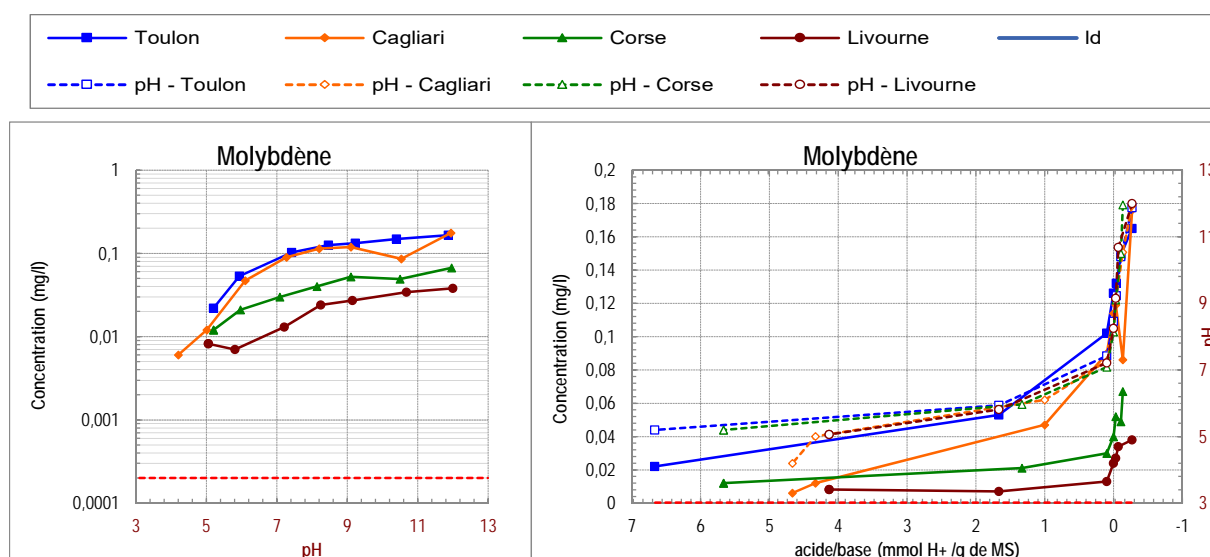 Toulon Cagliari Corse Livourne ld
pH - Toulon pH - Cagliari pH - Corse pH - Livourne
Molybdène
Concentration (mg/l)
1
0,1
0,01
0,001
0,0001
3 5 7 9 11 13
pH
Molybdène
Concentration (mg/l)
0,2
0,18
0,16
0,14
0,12
0,1
0,08
0,06
0,04
0,02
0
7 6 5 4 3 2 1 0 -1
acide/base (mmol H+ /g de MS)
13
11
9
7
5
3
pH